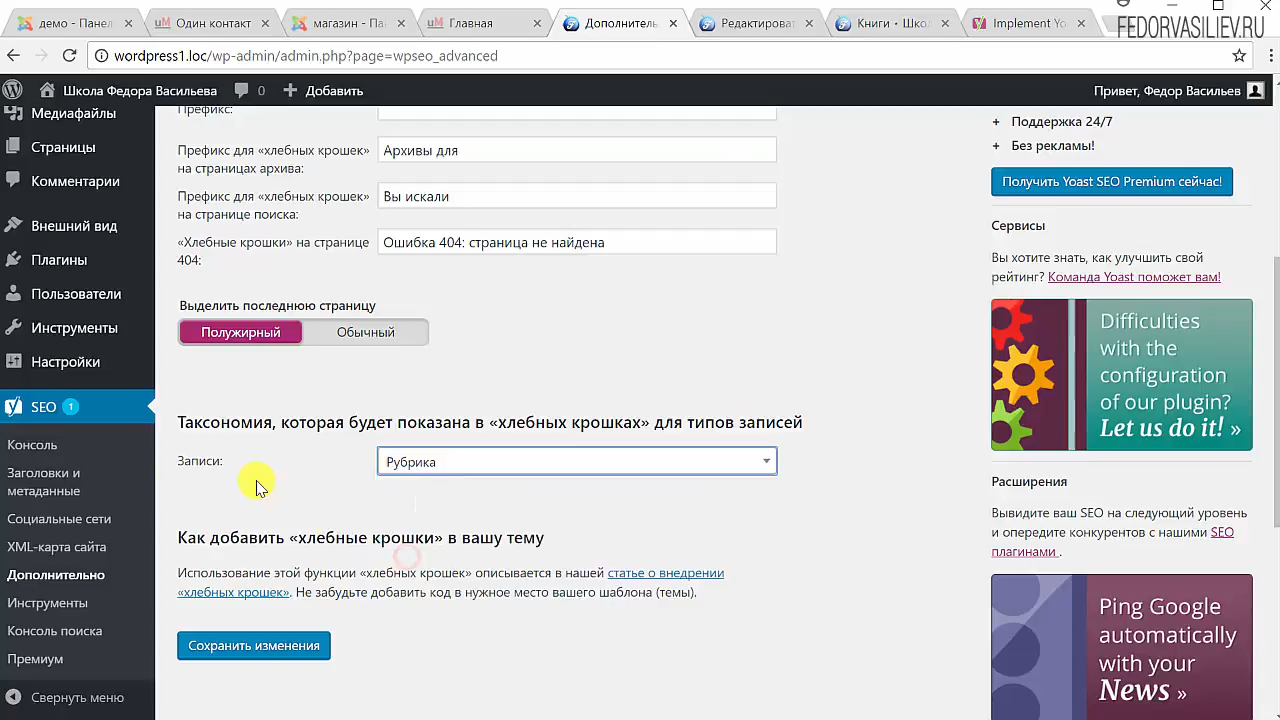 демо - Панел
Один контакт
магазин - Па
Главная
Дополнитель
Редактироват
Книги - Шко
Implement Yo
FEDORVASILIEV.RU
wordpress1.loc/wp-admin/admin.php?page=wpseo_advanced
Школа Федора Васильева
0
Добавить
Привет, Федор Васильев
Медиафайлы
Страницы
Комментарии
Внешний вид
Плагины
Пользователи
Инструменты
Настройки
SEO 1
Консоль
Заголовки и
метаданные
Социальные сети
XML-карта сайта
Дополнительно
Инструменты
Консоль поиска
Премиум
Свернуть меню
Префикс:
Префикс для «хлебных крошек»
на страницах архива:
Архивы для
Префикс для «хлебных крошек»
на странице поиска:
Вы искали
«Хлебные крошки» на странице
404:
Ошибка 404: страница не найдена
Выделить последнюю страницу
Полужирный
Обычный
Таксономия, которая будет показана в «хлебных крошках» для типов записей
Записи:
Рубрика
Как добавить «хлебные крошки» в вашу тему
Использование этой функции «хлебных крошек» описывается в нашей статье о внедрении
«хлебных крошек». Не забудьте добавить код в нужное место вашего шаблона (темы).
Сохранить изменения
+ Поддержка 24/7
+ Без рекламы!
Получить Yoast SEO Premium сейчас!
Сервисы
Вы хотите знать, как улучшить свой
рейтинг? Команда Yoast поможет вам!
Difficulties
with the
configuration
of our plugin?
Let us do it! »
Расширения
Выведите ваш SEO на следующий уровень
и опередите конкурентов с нашими SEO
плагинами .
Ping Google
automatically
with your
News »